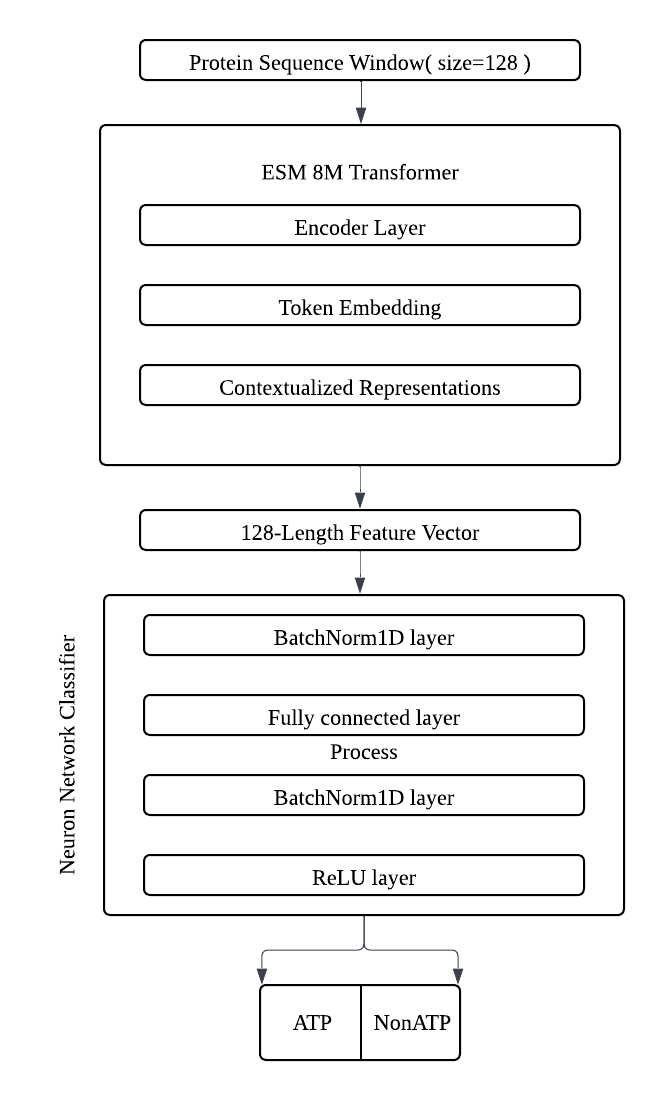 Protein Sequence Window( size=128 )
ESM 8M Transformer
Encoder Layer
Token Embedding
Contextualized Representations
128-Length Feature Vector
Neuron Network Classifier
BatchNorm1D layer
Fully connected layer
Process
BatchNorm1D layer
ReLU layer
ATP
NonATP